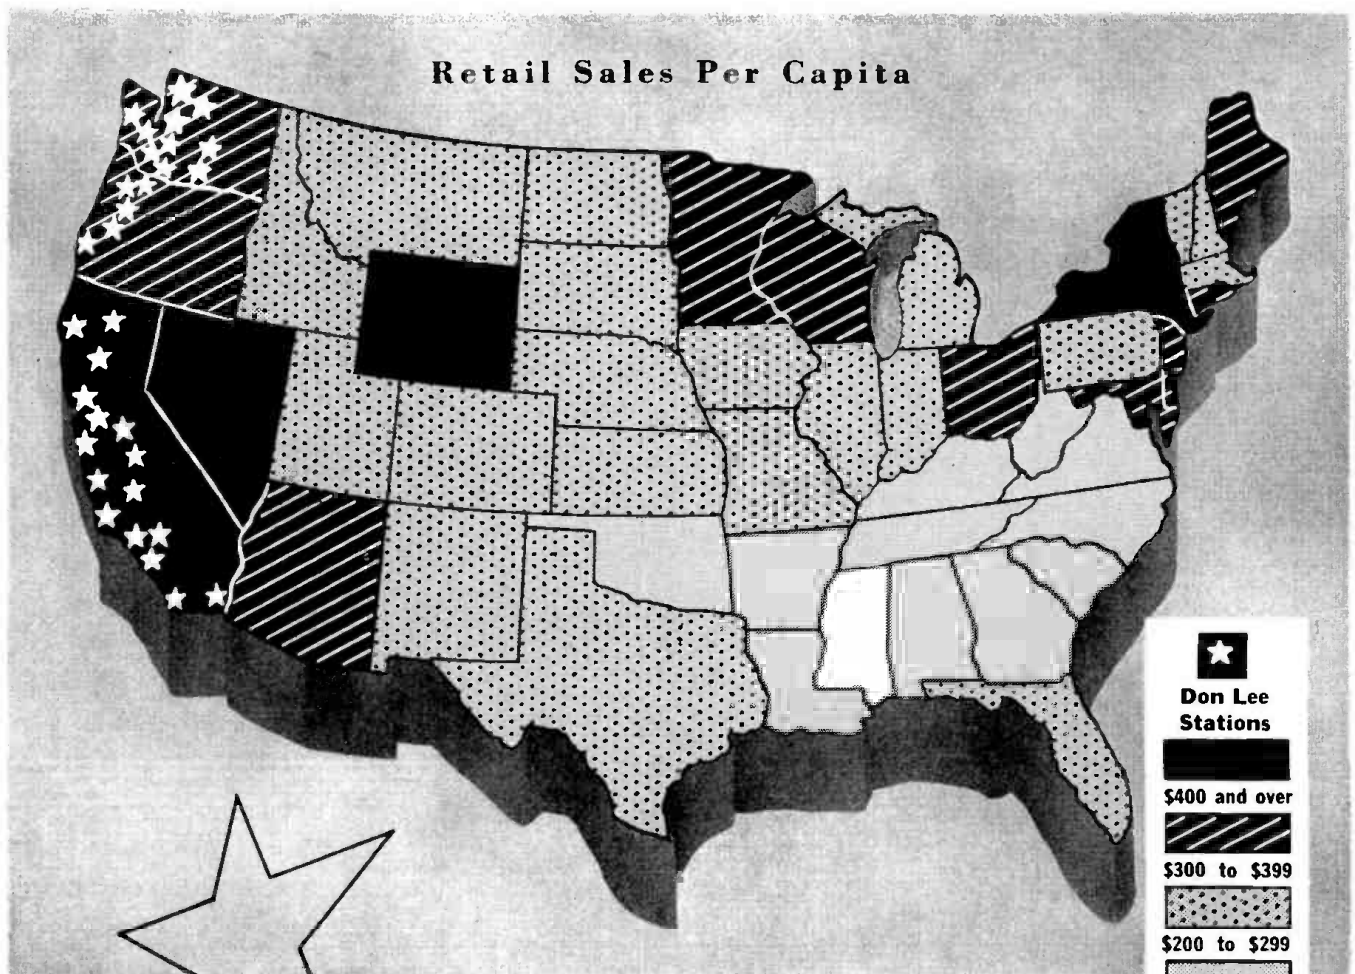 Retail Sales Per Capita
Don Lee
Stations
$400 and over
$300 to $399
$200 to $299